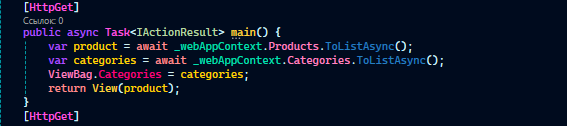 [HttpGet]
Ссылок: 0
public async Task<IActionResult> main() {
var product = await _webAppContext.Products.ToListAsync();
var categories = await _webAppContext.Categories.ToListAsync();
ViewBag.Categories = categories;
return View(product);
}
[HttpGet]